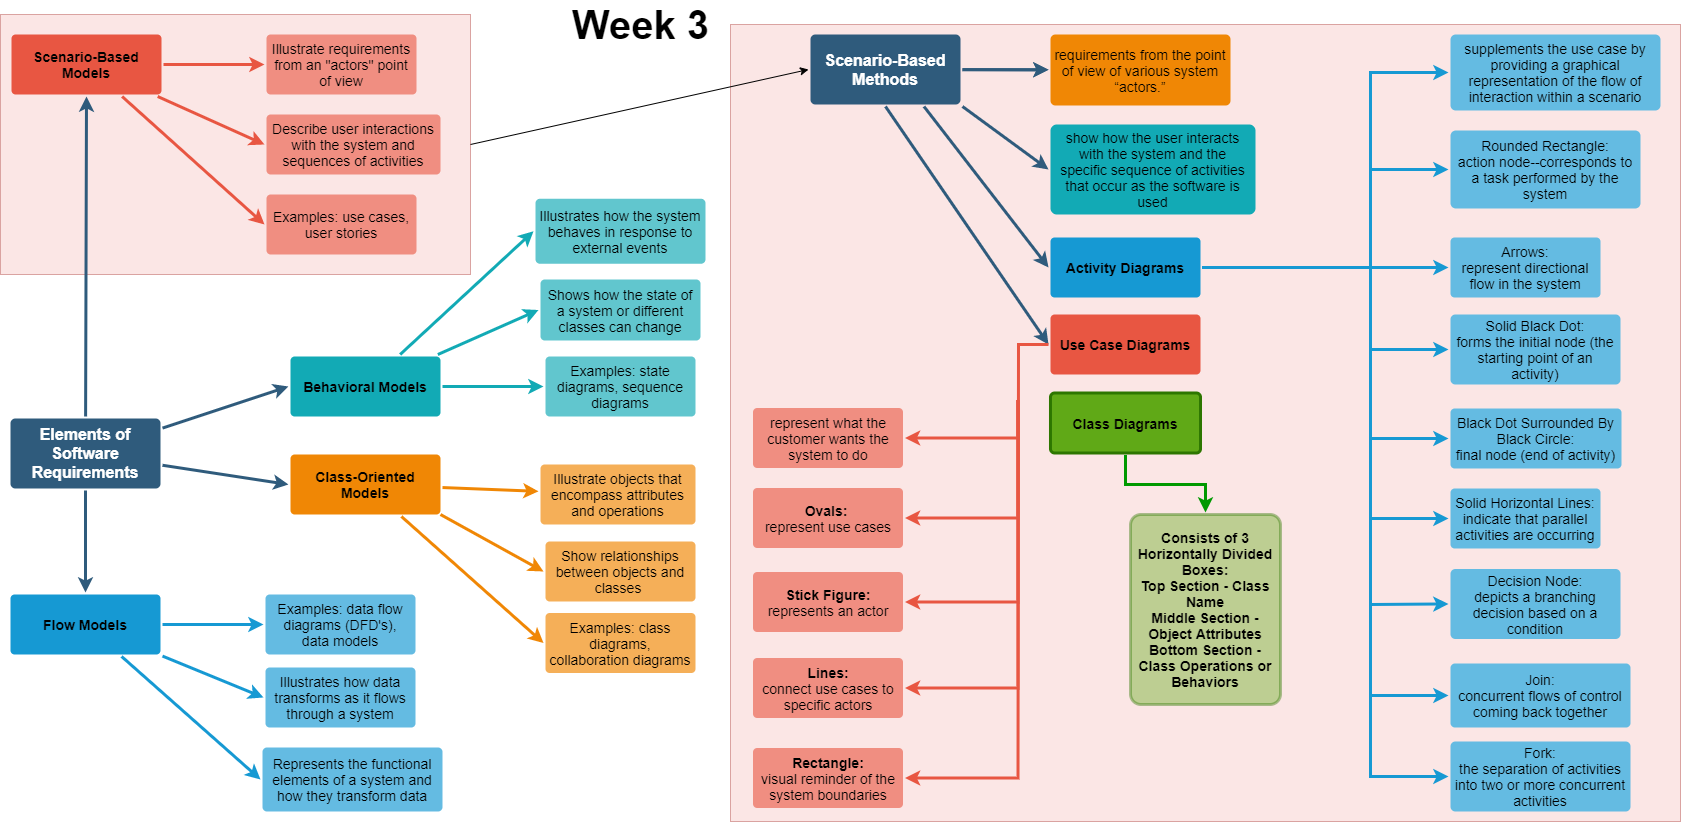 Week 3
Scenario-Based
Models
Illustrate requirements
from an "actors" point
of view
Describe user interactions
with the system and
sequences of activities
Examples: use cases,
user stories
Elements of
Software
Requirements
Behavioral Models
Illustrates how the system
behaves in response to
external events
Shows how the state of
a system or different
classes can change
Examples: state
diagrams, sequence
diagrams
Class-Oriented
Models
Illustrate objects that
encompass attributes
and operations
Show relationships
between objects and
classes
Examples: class
diagrams,
collaboration diagrams
Flow Models
Examples: data flow
diagrams (DFD's),
data models
Illustrates how data
transforms as it flows
through a system
Represents the functional
elements of a system and
how they transform data
Scenario-Based
Methods
requirements from the point
of view of various system
“actors.”
show how the user interacts
with the system and the
specific sequence of activities
that occur as the software is
used
Activity Diagrams
supplements the use case by
providing a graphical
representation of the flow of
interaction within a scenario
Rounded Rectangle:
action node--corresponds to
a task performed by the
system
Arrows:
represent directional
flow in the system
Solid Black Dot:
forms the initial node (the
starting point of an
activity)
Black Dot Surrounded By
Black Circle:
final node (end of activity)
Solid Horizontal Lines:
indicate that parallel
activities are occurring
Decision Node:
depicts a branching
decision based on a
condition
Join:
concurrent flows of control
coming back together
Fork:
the separation of activities
into two or more concurrent
activities
Use Case Diagrams
represent what the
customer wants the
system to do
Ovals:
represent use cases
Stick Figure:
represents an actor
Lines:
connect use cases to
specific actors
Rectangle:
visual reminder of the
system boundaries
Class Diagrams
Consists of 3
Horizontally Divided
Boxes:
Top Section - Class
Name
Middle Section -
Object Attributes
Bottom Section -
Class Operations or
Behaviors